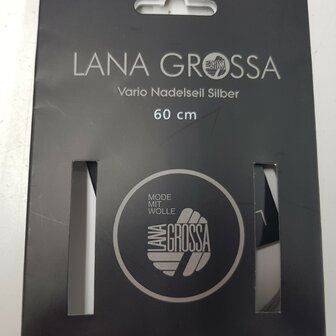 LANA GROSSA
Vario Nadelseil Silber
60 cm
MODE
MIT
WOLLE
LANA
GROSSA